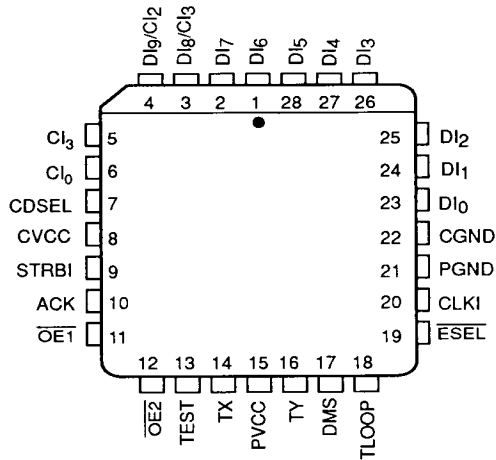 DI9/CI2 DI8/CI3 DI7 DI6 DI5 DI4 DI3
4 3 2 1 28 27 26
CI3 5 25 DI2
CI0 6 24 DI1
CDSEL 7 23 DI0
CVCC 8 22 CGND
STRBI 9 21 PGND
ACK 10 20 CLKI
OE1 11 19 ESEL
12 13 14 15 16 17 18
OE2 TEST TX PVCC TY DMS TLOOP